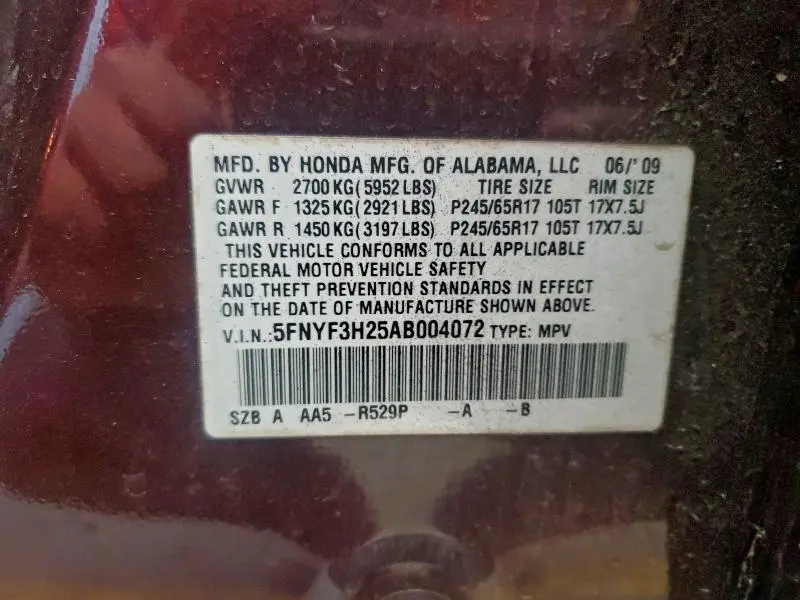 MFD. BY HONDA MFG. OF ALABAMA, LLC 06/'09
GVWR 2700 KG (5952 LBS) TIRE SIZE RIM SIZE
GAWR F 1325 KG (2921 LBS) P245/65R17 105T 17X7.5J
GAWR R 1450 KG (3197 LBS) P245/65R17 105T 17X7.5J
THIS VEHICLE CONFORMS TO ALL APPLICABLE
FEDERAL MOTOR VEHICLE SAFETY
AND THEFT PREVENTION STANDARDS IN EFFECT
ON THE DATE OF MANUFACTURE SHOWN ABOVE.
V.I.N.:5FNYF3H25AB004072 TYPE: MPV
SZB A AA5 -R529P -A -B